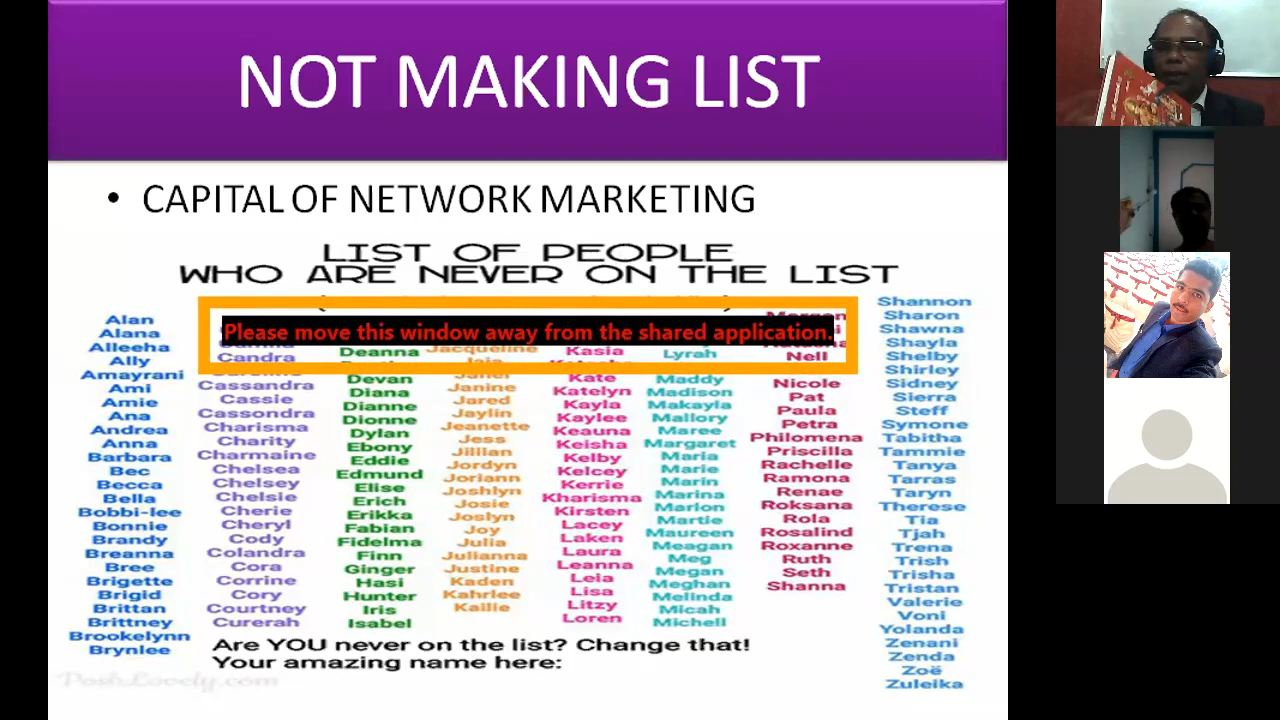 NOT MAKING LIST
• CAPITAL OF NETWORK MARKETING
LIST OF PEOPLE
WHO ARE NEVER ON THE LIST
Please move this window away from the shared application.
Alan
Alana
Alleeha
Ally
Amayrani
Ami
Amie
Ana
Andrea
Anna
Barbara
Bec
Becca
Bella
Bobbi-lee
Bonnie
Brandy
Breanna
Bree
Brigette
Brigid
Brittan
Brittney
Brookelynn
Brynlee
Candra
Caroline
Cassandra
Cassie
Cassondra
Charisma
Charity
Charmaine
Chelsea
Chelsey
Chelsie
Cherie
Cheryl
Cody
Colandra
Cora
Corrine
Cory
Courtney
Curerah
Deanna
Devan
Diana
Dianne
Dionne
Dylan
Ebony
Eddie
Edmund
Elise
Erich
Erikka
Fabian
Fidelma
Finn
Ginger
Hasi
Hunter
Iris
Isabel
Jacqueline
Janine
Jared
Jaylin
Jeanette
Jess
Jillian
Jordyn
Joriann
Joshlyn
Josie
Joslyn
Joy
Julia
Julianna
Justine
Kaden
Kahrlee
Kailie
Kasia
Kate
Katelyn
Kayla
Kaylee
Keauna
Keisha
Kelby
Kelcey
Kerrie
Kharisma
Kirsten
Lacey
Laken
Laura
Leanna
Leia
Lisa
Litzy
Loren
Lyrah
Maddy
Madison
Makayla
Mallory
Maree
Margaret
Maria
Marie
Marin
Marina
Marlon
Martie
Maureen
Meagan
Meg
Megan
Meghan
Melinda
Micah
Michell
Morgan
Nell
Nicole
Pat
Paula
Petra
Philomena
Priscilla
Rachelle
Ramona
Renae
Roksana
Rola
Rosalind
Roxanne
Ruth
Seth
Shanna
Shannon
Sharon
Shawna
Shayla
Shelby
Shirley
Sidney
Sierra
Steff
Symone
Tabitha
Tammie
Tanya
Tarras
Taryn
Therese
Tia
Tjah
Trena
Trish
Trisha
Tristan
Valerie
Voni
Yolanda
Zenani
Zenda
Zoë
Zuleika
Are YOU never on the list? Change that!
Your amazing name here:
PoshLovely.com